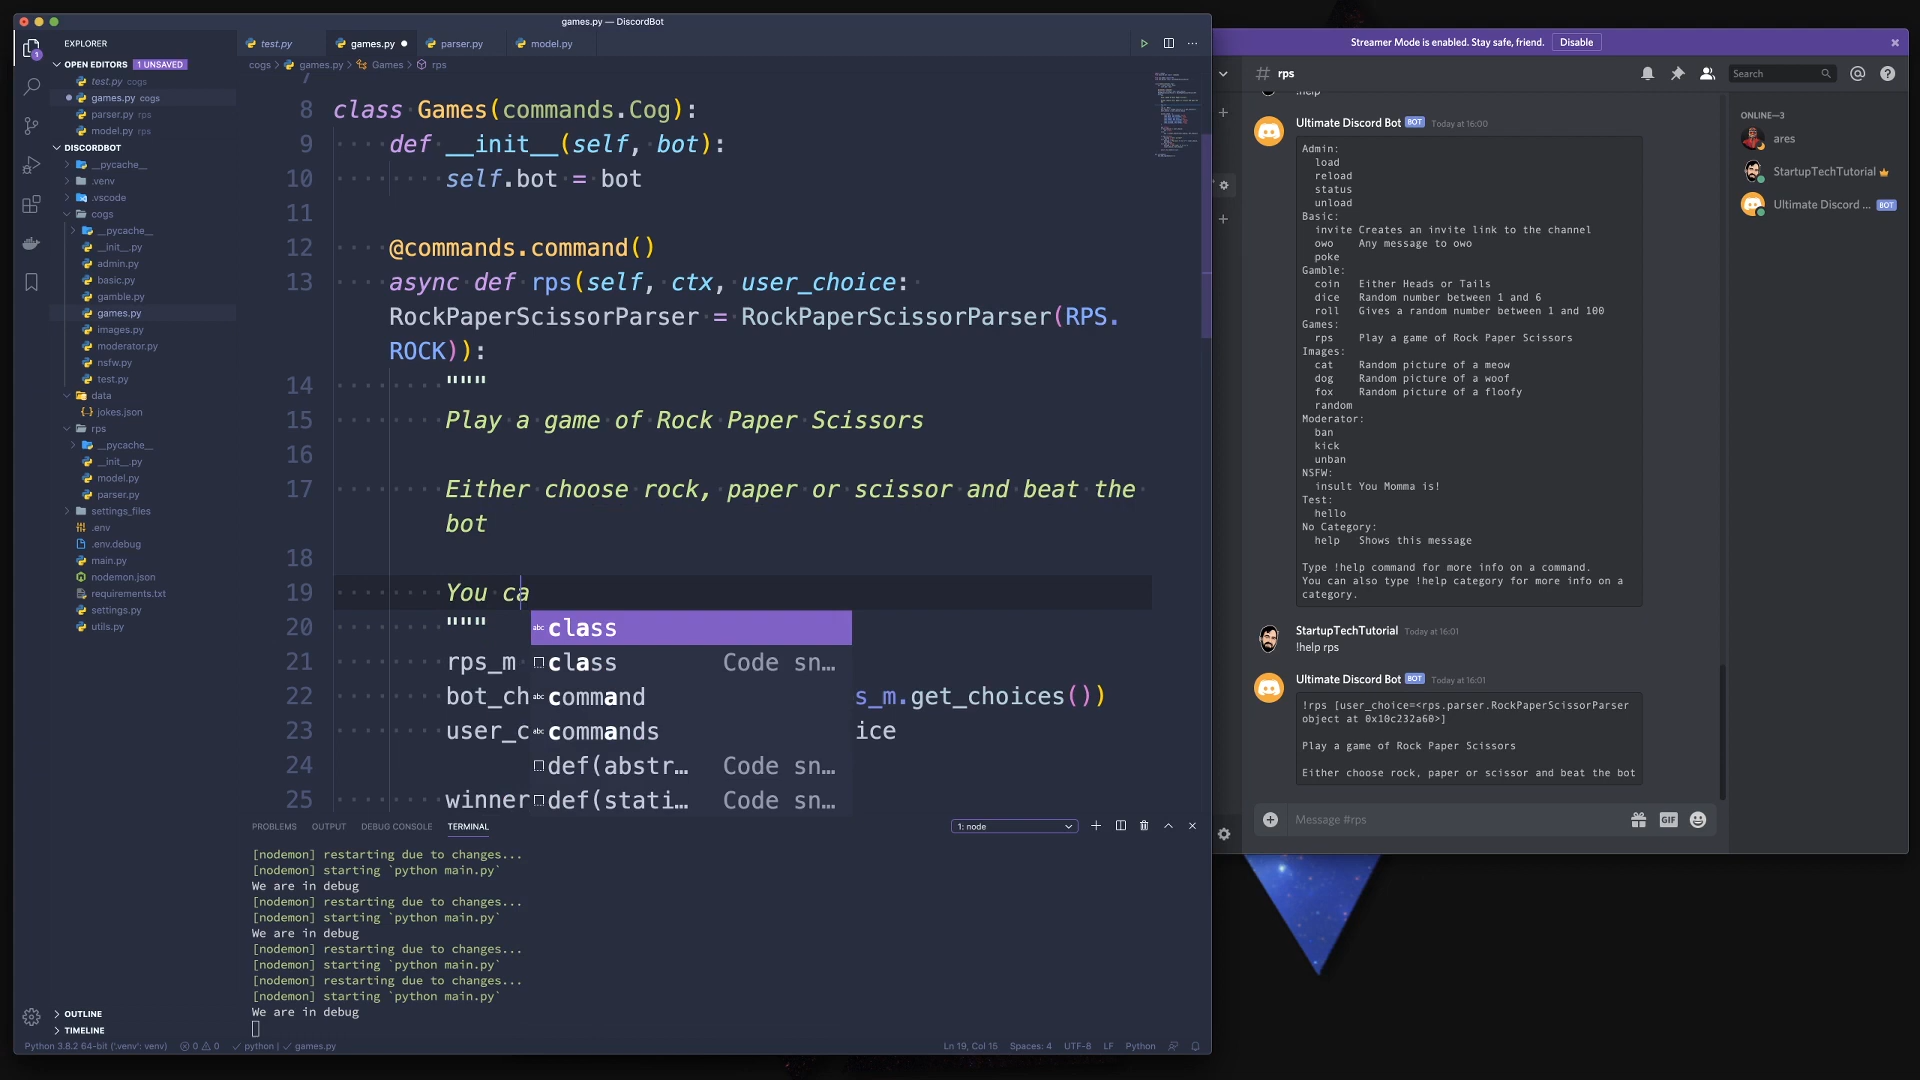 games.py — DiscordBot
EXPLORER
OPEN EDITORS 1 UNSAVED
test.py cogs
games.py cogs
parser.py rps
model.py rps
DISCORDBOT
__pycache__
.venv
.vscode
cogs
__pycache__
__init__.py
admin.py
basic.py
gamble.py
games.py
images.py
moderator.py
nsfw.py
test.py
data
jokes.json
rps
__pycache__
__init__.py
model.py
parser.py
settings_files
.env
.env.debug
main.py
nodemon.json
requirements.txt
settings.py
utils.py
OUTLINE
TIMELINE
test.py games.py parser.py model.py
cogs > games.py > Games > rps
7
8 class Games(commands.Cog):
9 def __init__(self, bot):
10 self.bot = bot
11
12 @commands.command()
13 async def rps(self, ctx, user_choice:
RockPaperScissorParser = RockPaperScissorParser(RPS.
ROCK)):
14 """
15 Play a game of Rock Paper Scissors
16
17 Either choose rock, paper or scissor and beat the
bot
18
19 You ca
20 """
21 rps_m
22 bot_ch s_m.get_choices())
23 user_c ice
24
25 winner
class
class Code sn…
command
commands
def(abstr… Code sn…
def(stati… Code sn…
PROBLEMS OUTPUT DEBUG CONSOLE TERMINAL 1: node
[nodemon] restarting due to changes...
[nodemon] starting `python main.py`
We are in debug
[nodemon] restarting due to changes...
[nodemon] starting `python main.py`
We are in debug
[nodemon] restarting due to changes...
[nodemon] starting `python main.py`
[nodemon] restarting due to changes...
[nodemon] starting `python main.py`
We are in debug
Python 3.8.2 64-bit ('.venv': venv) 0 0 python | games.py Ln 19, Col 15 Spaces: 4 UTF-8 LF Python
Streamer Mode is enabled. Stay safe, friend. Disable
# rps Search
!help
Ultimate Discord Bot BOT Today at 16:00
Admin:
load
reload
status
unload
Basic:
invite Creates an invite link to the channel
owo Any message to owo
poke
Gamble:
coin Either Heads or Tails
dice Random number between 1 and 6
roll Gives a random number between 1 and 100
Games:
rps Play a game of Rock Paper Scissors
Images:
cat Random picture of a meow
dog Random picture of a woof
fox Random picture of a floofy
random
Moderator:
ban
kick
unban
NSFW:
insult You Momma is!
Test:
hello
No Category:
help Shows this message
Type !help command for more info on a command.
You can also type !help category for more info on a
category.
StartupTechTutorial Today at 16:01
!help rps
Ultimate Discord Bot BOT Today at 16:01
!rps [user_choice=<rps.parser.RockPaperScissorParser
object at 0x10c232a60>]
Play a game of Rock Paper Scissors
Either choose rock, paper or scissor and beat the bot
Message #rps
GIF
ONLINE—3
ares
StartupTechTutorial
Ultimate Discord ... BOT